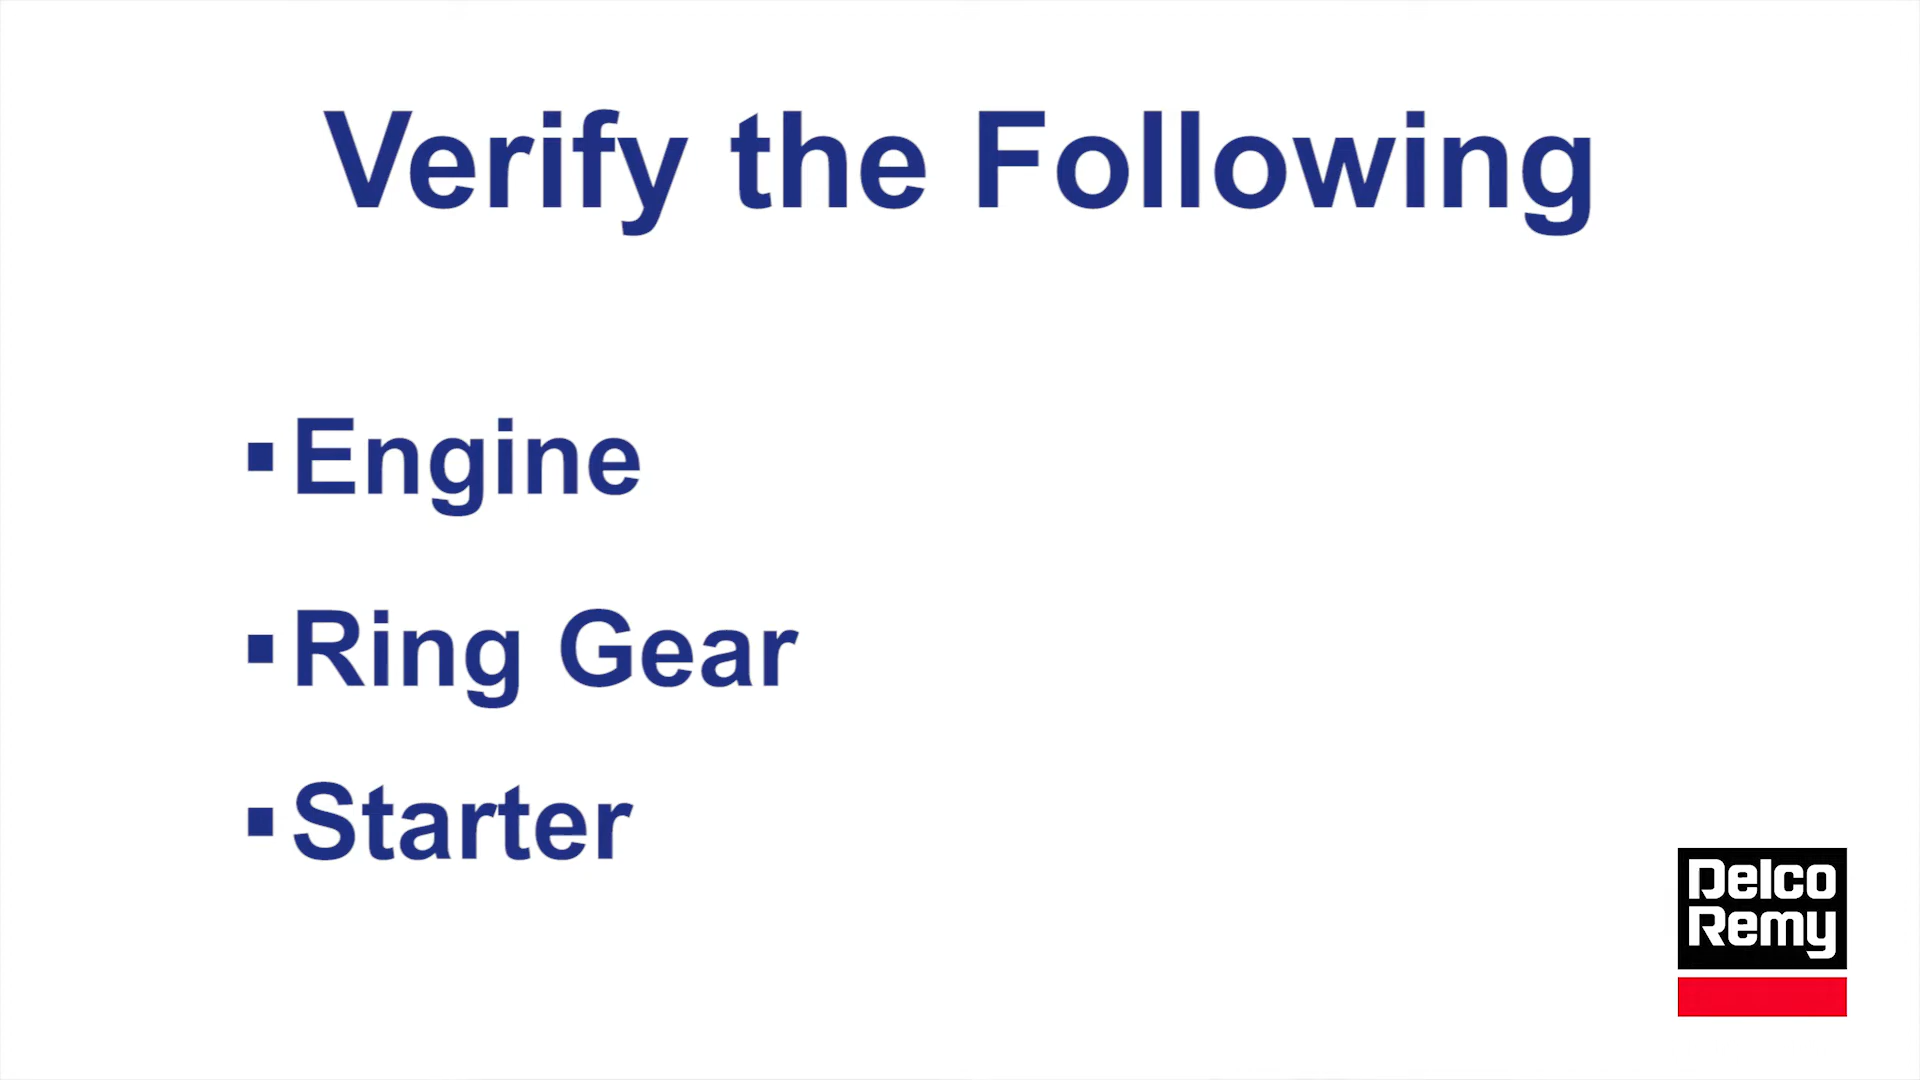 Verify the Following
▪ Engine
▪ Ring Gear
▪ Starter
Delco
Remy